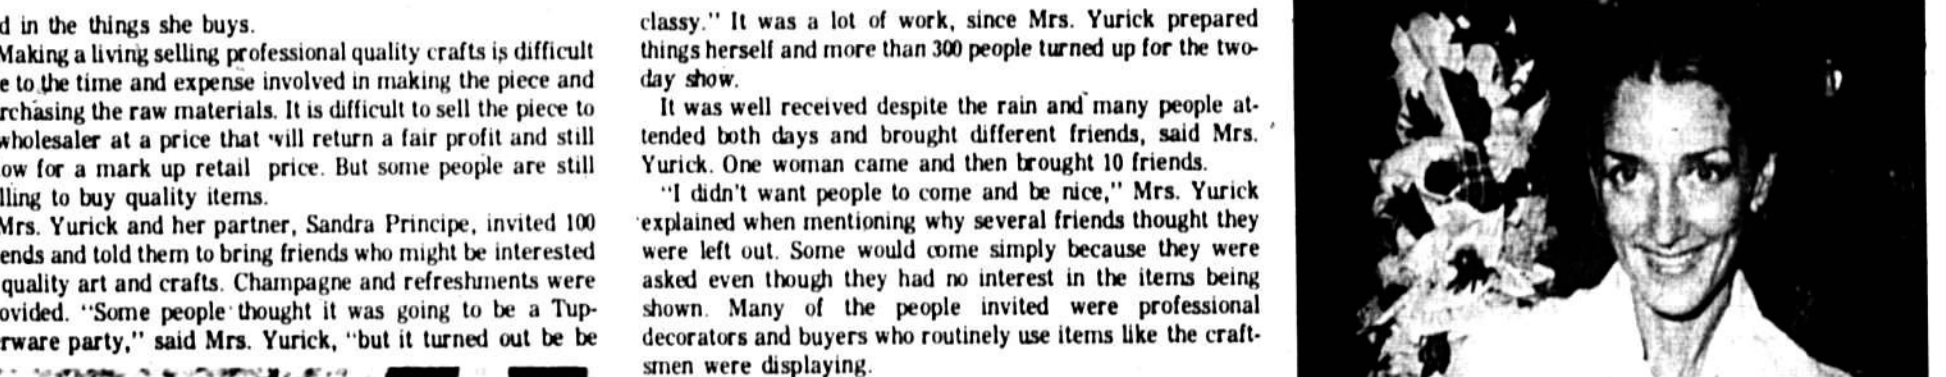 d in the things she buys.
Making a living selling professional quality crafts is difficult
e to the time and expense involved in making the piece and
rchasing the raw materials. It is difficult to sell the piece to
wholesaler at a price that will return a fair profit and still
ow for a mark up retail price. But some people are still
lling to buy quality items.
Mrs. Yurick and her partner, Sandra Principe, invited 100
ends and told them to bring friends who might be interested
quality art and crafts. Champagne and refreshments were
ovided. "Some people thought it was going to be a Tup-
rware party," said Mrs. Yurick, "but it turned out be be
classy." It was a lot of work, since Mrs. Yurick prepared
things herself and more than 300 people turned up for the two-
day show.
It was well received despite the rain and many people at-
tended both days and brought different friends, said Mrs.
Yurick. One woman came and then brought 10 friends.
"I didn't want people to come and be nice," Mrs. Yurick
explained when mentioning why several friends thought they
were left out. Some would come simply because they were
asked even though they had no interest in the items being
shown. Many of the people invited were professional
decorators and buyers who routinely use items like the craft-
smen were displaying.